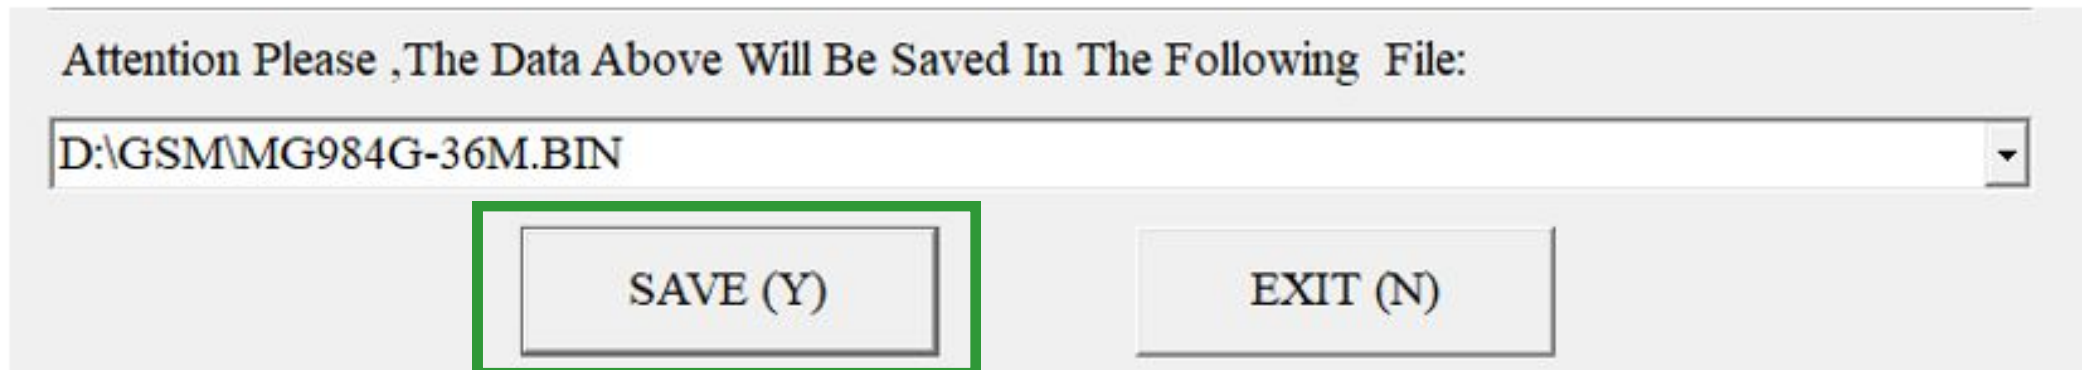 Attention Please ,The Data Above Will Be Saved In The Following  File:
D:\GSM\MG984G-36M.BIN
SAVE (Y)
EXIT (N)